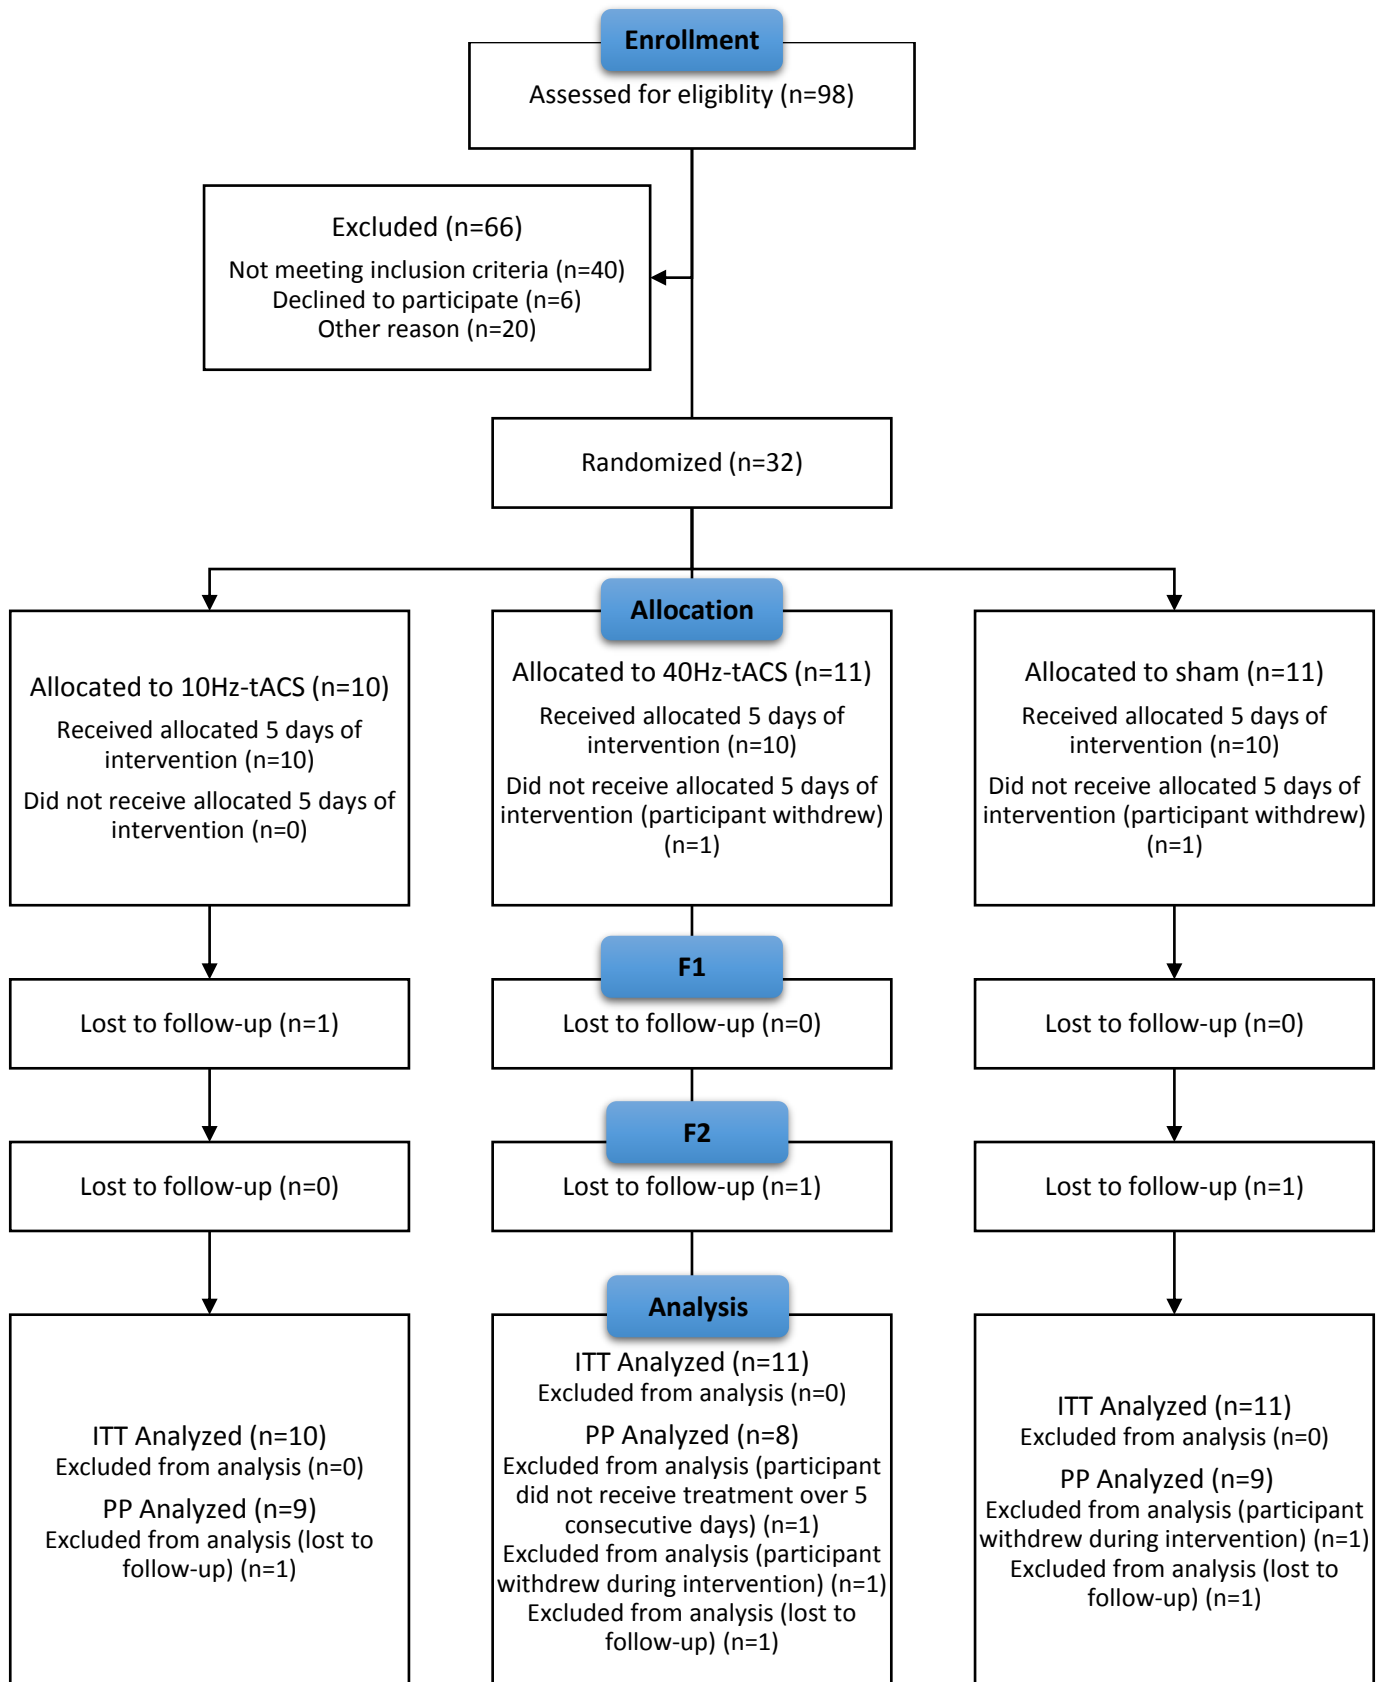 Enrollment
Assessed for eligiblity (n=98)
Excluded (n=66)
Not meeting inclusion criteria (n=40)
Declined to participate (n=6)
Other reason (n=20)
Randomized (n=32)
Allocation
Allocated to 10Hz-tACS (n=10)
Received allocated 5 days of
intervention (n=10)
Did not receive allocated 5 days of
intervention (n=0)
Allocated to 40Hz-tACS (n=11)
Received allocated 5 days of
intervention (n=10)
Did not receive allocated 5 days of
intervention (participant withdrew)
(n=1)
Allocated to sham (n=11)
Received allocated 5 days of
intervention (n=10)
Did not receive allocated 5 days of
intervention (participant withdrew)
(n=1)
F1
Lost to follow-up (n=1)
Lost to follow-up (n=0)
Lost to follow-up (n=0)
F2
Lost to follow-up (n=0)
Lost to follow-up (n=1)
Lost to follow-up (n=1)
Analysis
ITT Analyzed (n=10)
Excluded from analysis (n=0)
PP Analyzed (n=9)
Excluded from analysis (lost to
follow-up) (n=1)
ITT Analyzed (n=11)
Excluded from analysis (n=0)
PP Analyzed (n=8)
Excluded from analysis (participant
did not receive treatment over 5
consecutive days) (n=1)
Excluded from analysis (participant
withdrew during intervention) (n=1)
Excluded from analysis (lost to
follow-up) (n=1)
ITT Analyzed (n=11)
Excluded from analysis (n=0)
PP Analyzed (n=9)
Excluded from analysis (participant
withdrew during intervention) (n=1)
Excluded from analysis (lost to
follow-up) (n=1)